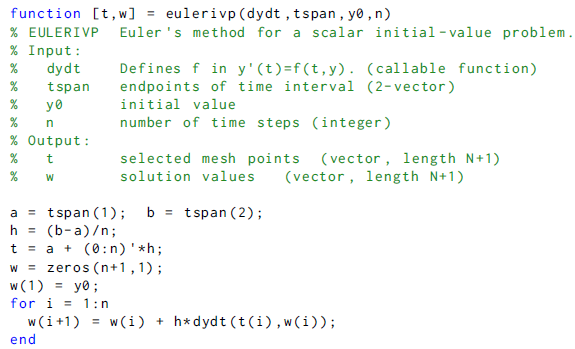 function [t,w] = eulerivp(dydt,tspan,y0,n)
% EULERIVP  Euler's method for a scalar initial-value problem.
% Input:
%   dydt    Defines f in y'(t)=f(t,y). (callable function)
%   tspan   endpoints of time interval (2-vector)
%   y0      initial value
%   n       number of time steps (integer)
% Output:
%   t       selected mesh points  (vector, length N+1)
%   w       solution values   (vector, length N+1)
a = tspan(1);  b = tspan(2);
h = (b-a)/n;
t = a + (0:n)'*h;
w = zeros(n+1,1);
w(1) = y0;
for i = 1:n
  w(i+1) = w(i) + h*dydt(t(i),w(i));
end